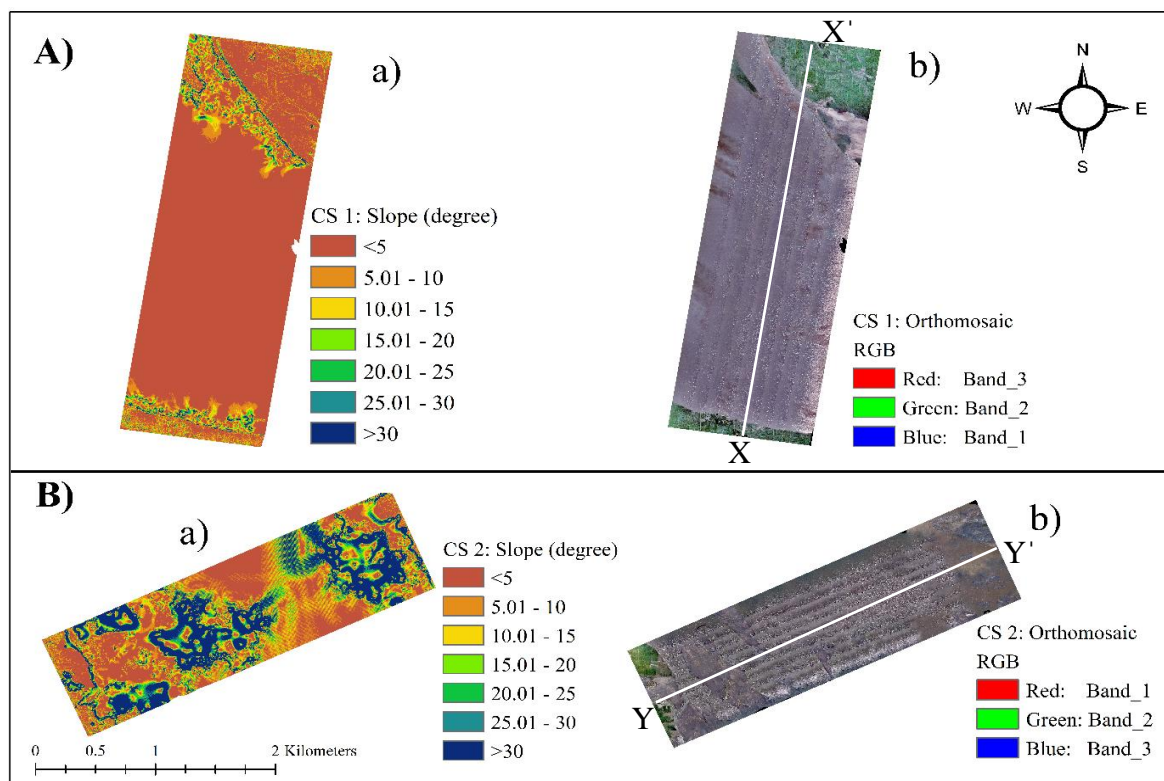 A)
a)
CS 1: Slope (degree)
<5
5.01 - 10
10.01 - 15
15.01 - 20
20.01 - 25
25.01 - 30
>30
X'
b)
X
CS 1: Orthomosaic
RGB
Red: Band_3
Green: Band_2
Blue: Band_1
N
W E
S
B)
a)
CS 2: Slope (degree)
<5
5.01 - 10
10.01 - 15
15.01 - 20
20.01 - 25
25.01 - 30
>30
0 0.5 1 2 Kilometers
b)
Y'
Y
CS 2: Orthomosaic
RGB
Red: Band_1
Green: Band_2
Blue: Band_3